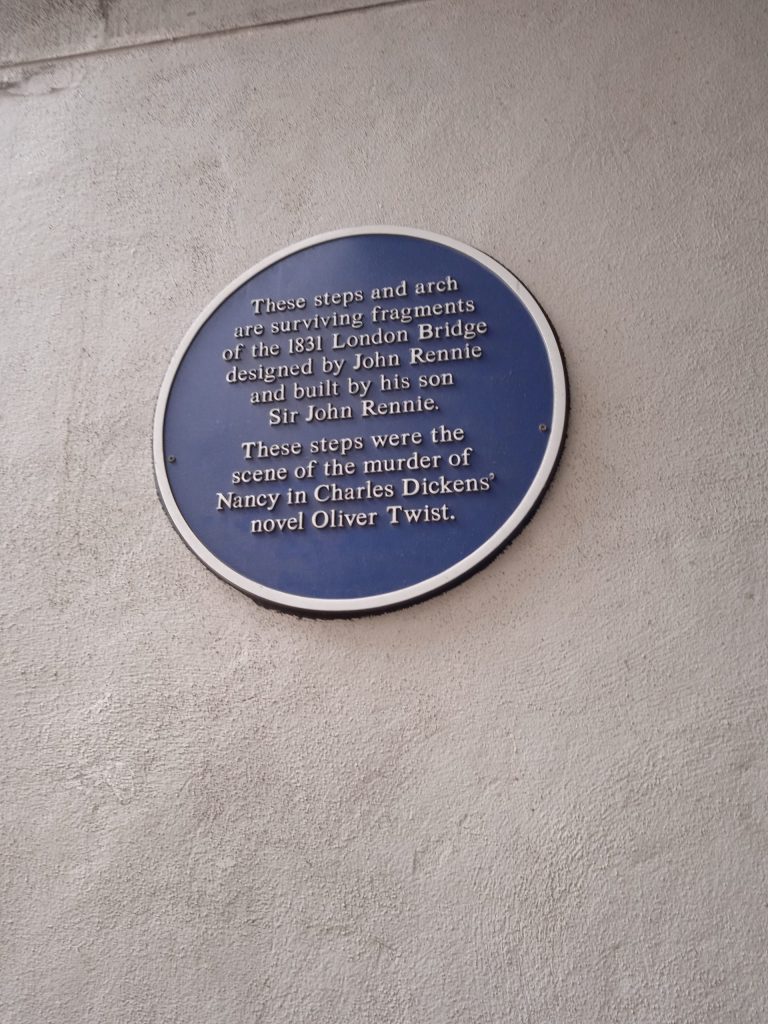 These steps and arch
are surviving fragments
of the 1831 London Bridge
designed by John Rennie
and built by his son
Sir John Rennie.
These steps were the
scene of the murder of
Nancy in Charles Dickens'
novel Oliver Twist.